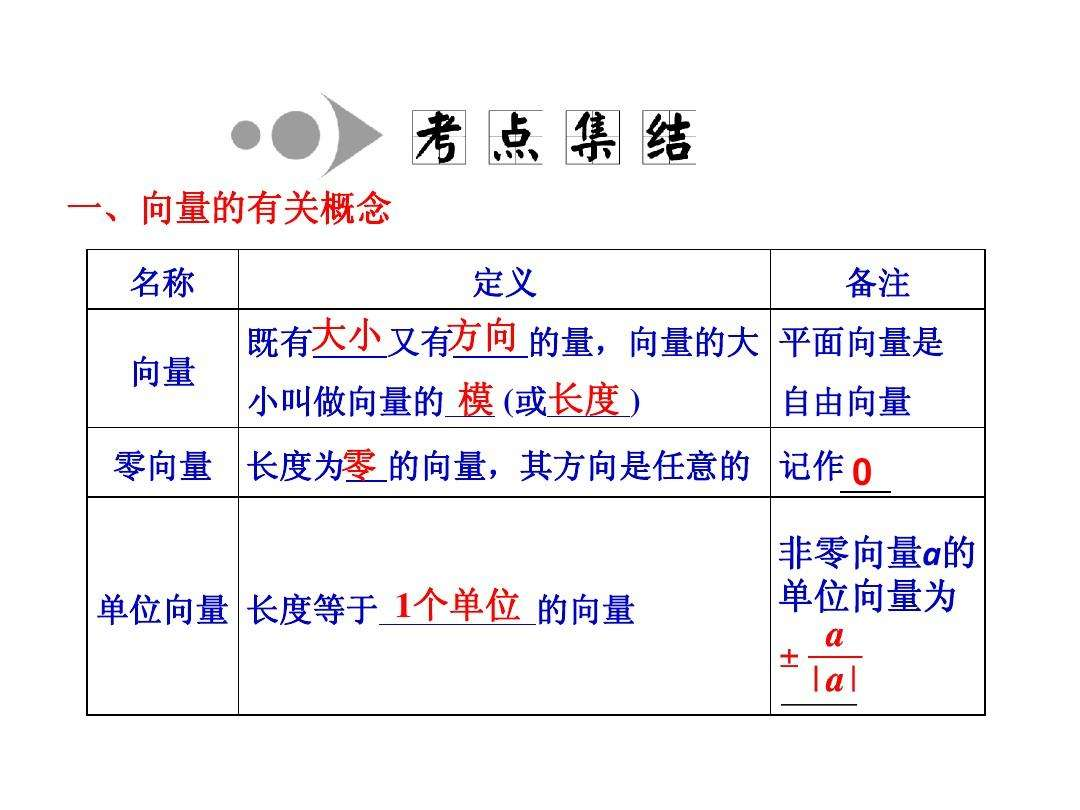 考点集结
一、向量的有关概念
名称 定义 备注
向量 既有大小又有方向的量，向量的大 平面向量是
小叫做向量的模(或长度) 自由向量
零向量 长度为零的向量，其方向是任意的 记作0
单位向量 长度等于1个单位的向量 非零向量a的
单位向量为
± a
|a|